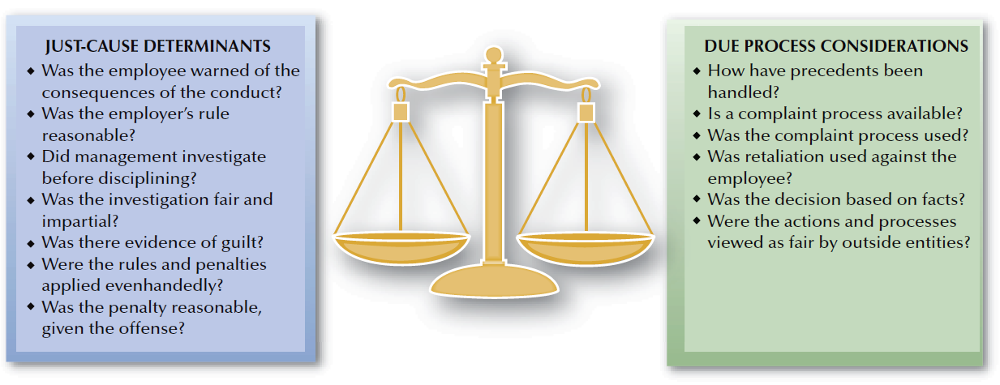 JUST-CAUSE DETERMINANTS
◆ Was the employee warned of the
consequences of the conduct?
◆ Was the employer’s rule
reasonable?
◆ Did management investigate
before disciplining?
◆ Was the investigation fair and
impartial?
◆ Was there evidence of guilt?
◆ Were the rules and penalties
applied evenhandedly?
◆ Was the penalty reasonable,
given the offense?
DUE PROCESS CONSIDERATIONS
◆ How have precedents been
handled?
◆ Is a complaint process available?
◆ Was the complaint process used?
◆ Was retaliation used against the
employee?
◆ Was the decision based on facts?
◆ Were the actions and processes
viewed as fair by outside entities?